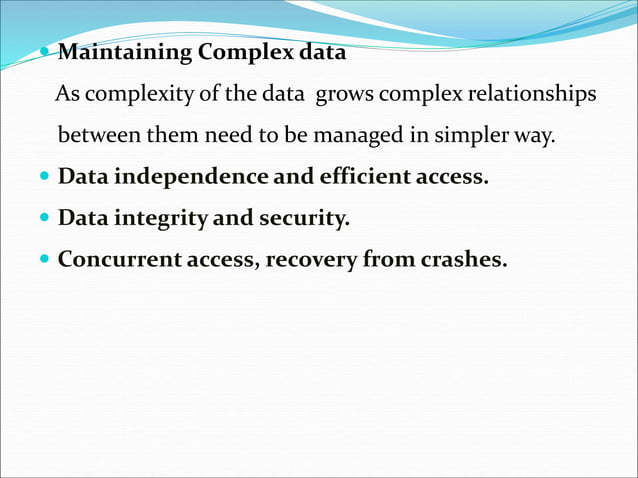 • Maintaining Complex data
As complexity of the data grows complex relationships
between them need to be managed in simpler way.
• Data independence and efficient access.
• Data integrity and security.
• Concurrent access, recovery from crashes.